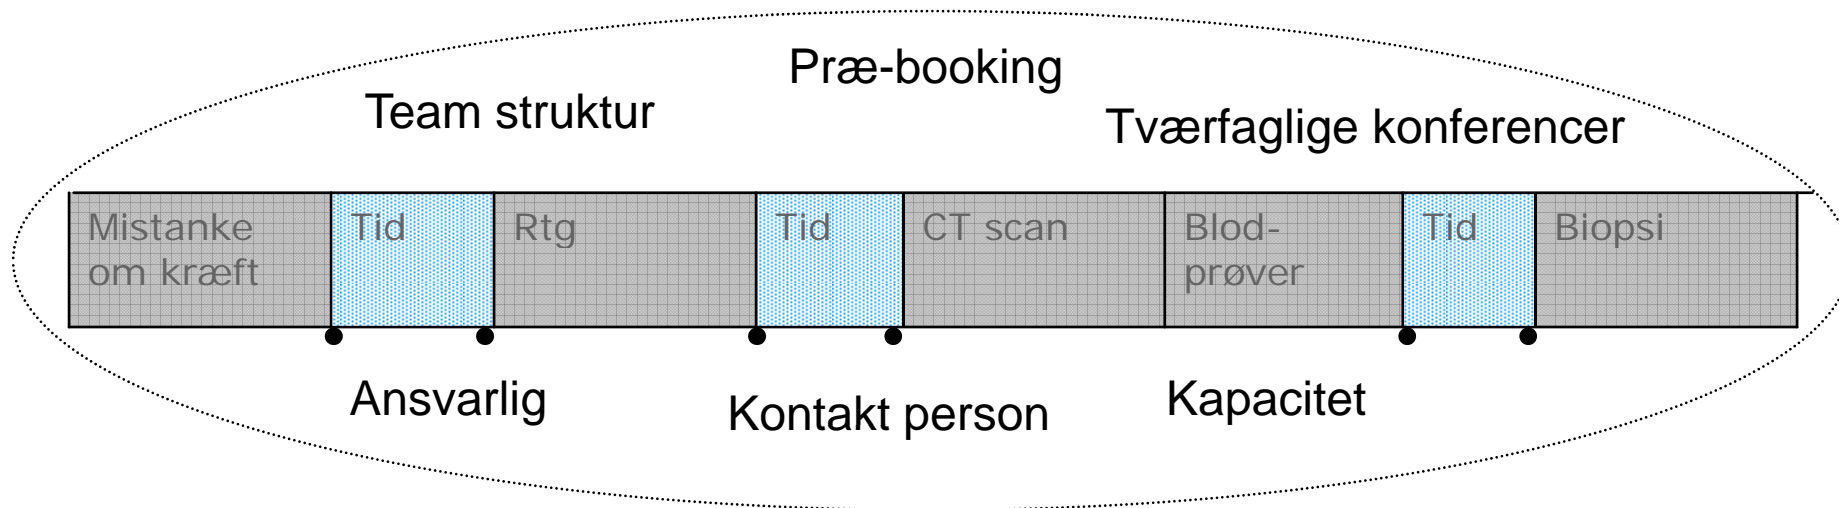 Præ-booking
Team struktur
Tværfaglige konferencer
Mistanke
om kræft
Tid
Rtg
Tid
CT scan
Blod-
prøver
Tid
Biopsi
Ansvarlig
Kontakt person
Kapacitet